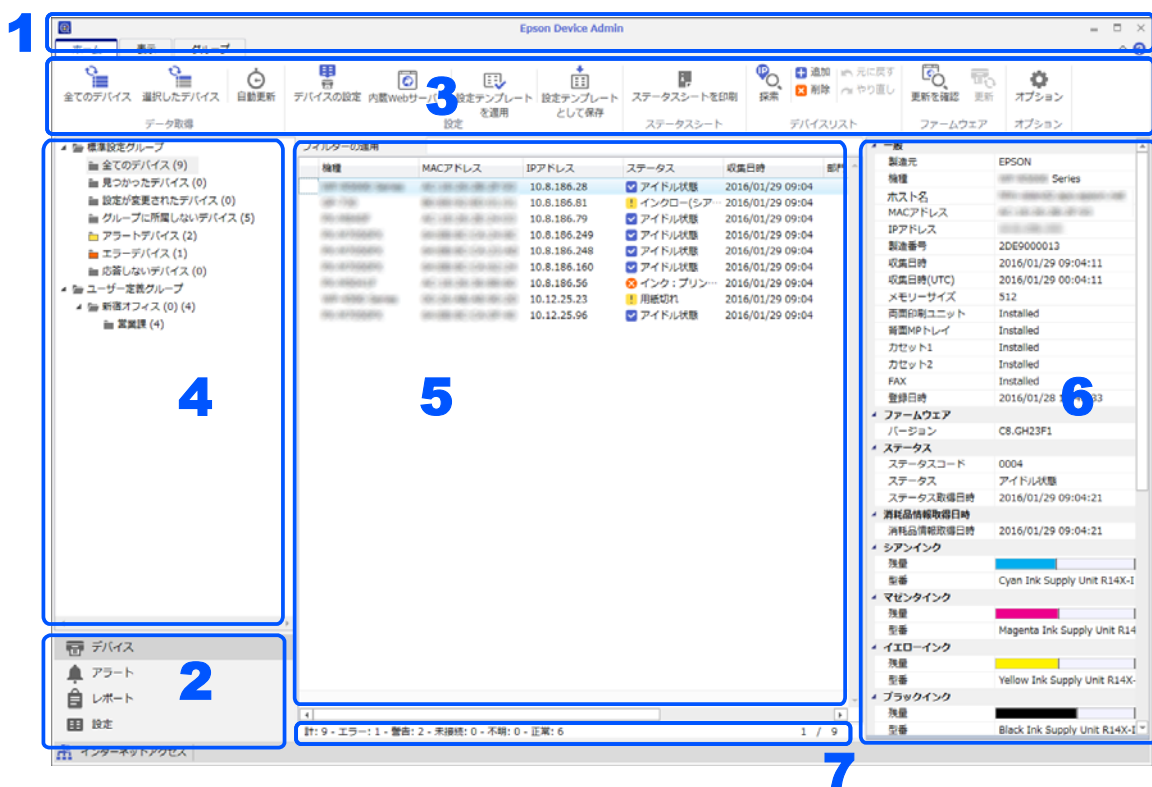 1
Epson Device Admin
ホーム 表示 グループ
3
全てのデバイス 選択したデバイス 自動更新 デバイスの設定 内蔵Webサーバー 設定テンプレートを適用 設定テンプレートとして保存 ステータスシートを印刷 探索 追加 元に戻す 更新を確認 更新 オプション
削除 やり直し
データ取得 設定 ステータスシート デバイスリスト ファームウェア オプション
標準設定グループ
全てのデバイス (9)
見つかったデバイス (0)
設定が変更されたデバイス (0)
グループに所属しないデバイス (5)
アラートデバイス (2)
エラーデバイス (1)
応答しないデバイス (0)
ユーザー定義グループ
新宿オフィス (0) (4)
営業課 (4)
4
デバイス
アラート
レポート
設定
2
インターネットアクセス
フィルターの適用
機種 MACアドレス IPアドレス ステータス 収集日時 部門
Series 10.8.186.28 アイドル状態 2016/01/29 09:04
10.8.186.81 インクロー(シア… 2016/01/29 09:04
10.8.186.79 アイドル状態 2016/01/29 09:04
10.8.186.249 アイドル状態 2016/01/29 09:04
10.8.186.248 アイドル状態 2016/01/29 09:04
10.8.186.160 アイドル状態 2016/01/29 09:04
10.8.186.56 インク : プリン… 2016/01/29 09:04
10.12.25.23 用紙切れ 2016/01/29 09:04
10.12.25.96 アイドル状態 2016/01/29 09:04
5
計: 9 - エラー: 1 - 警告: 2 - 未接続: 0 - 不明: 0 - 正常: 6 1 / 9
7
一般
製造元 EPSON
機種 Series
ホスト名
MACアドレス
IPアドレス
製造番号 2DE9000013
収集日時 2016/01/29 09:04:11
収集日時(UTC) 2016/01/29 00:04:11
メモリーサイズ 512
両面印刷ユニット Installed
背面MPトレイ Installed
カセット1 Installed
カセット2 Installed
FAX Installed
登録日時 2016/01/28 33
6
ファームウェア
バージョン C8.GH23F1
ステータス
ステータスコード 0004
ステータス アイドル状態
ステータス取得日時 2016/01/29 09:04:21
消耗品情報取得日時
消耗品情報取得日時 2016/01/29 09:04:21
シアンインク
残量
型番 Cyan Ink Supply Unit R14X-I
マゼンタインク
残量
型番 Magenta Ink Supply Unit R14
イエローインク
残量
型番 Yellow Ink Supply Unit R14X-
ブラックインク
残量
型番 Black Ink Supply Unit R14X-I